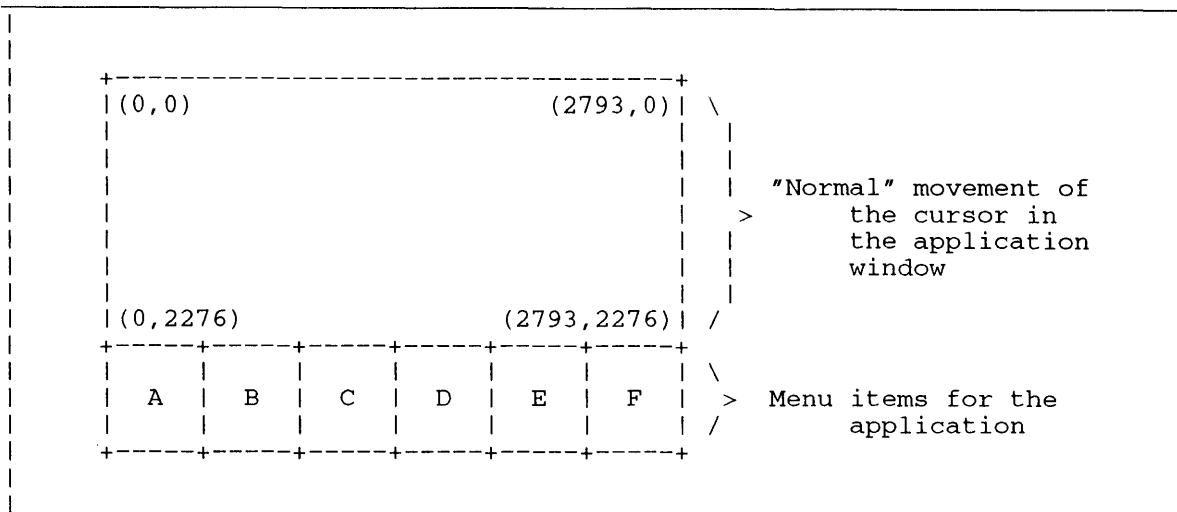 (0,0) (2793,0)
"Normal" movement of
the cursor in
the application
window
(0,2276) (2793,2276)
A B C D E F
Menu items for the
application